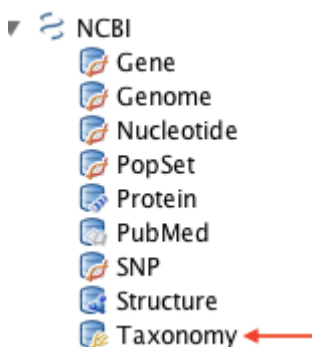 NCBI
Gene
Genome
Nucleotide
PopSet
Protein
PubMed
SNP
Structure
Taxonomy